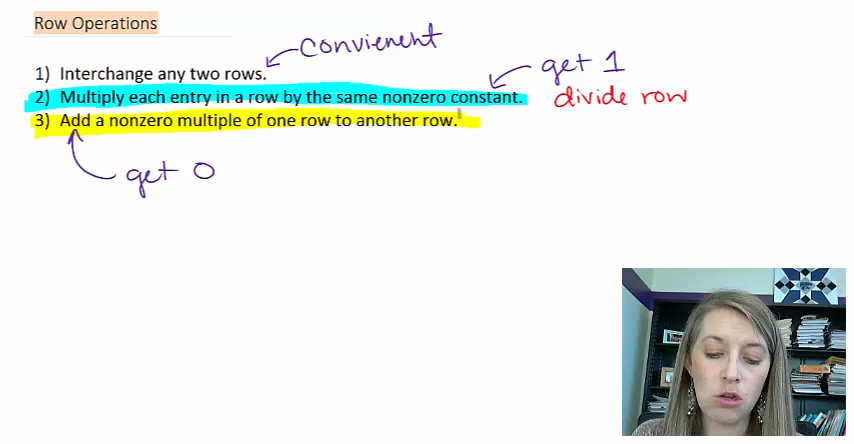 Row Operations
convienent
1) Interchange any two rows.
get 1
2) Multiply each entry in a row by the same nonzero constant.
divide row
3) Add a nonzero multiple of one row to another row.
get 0